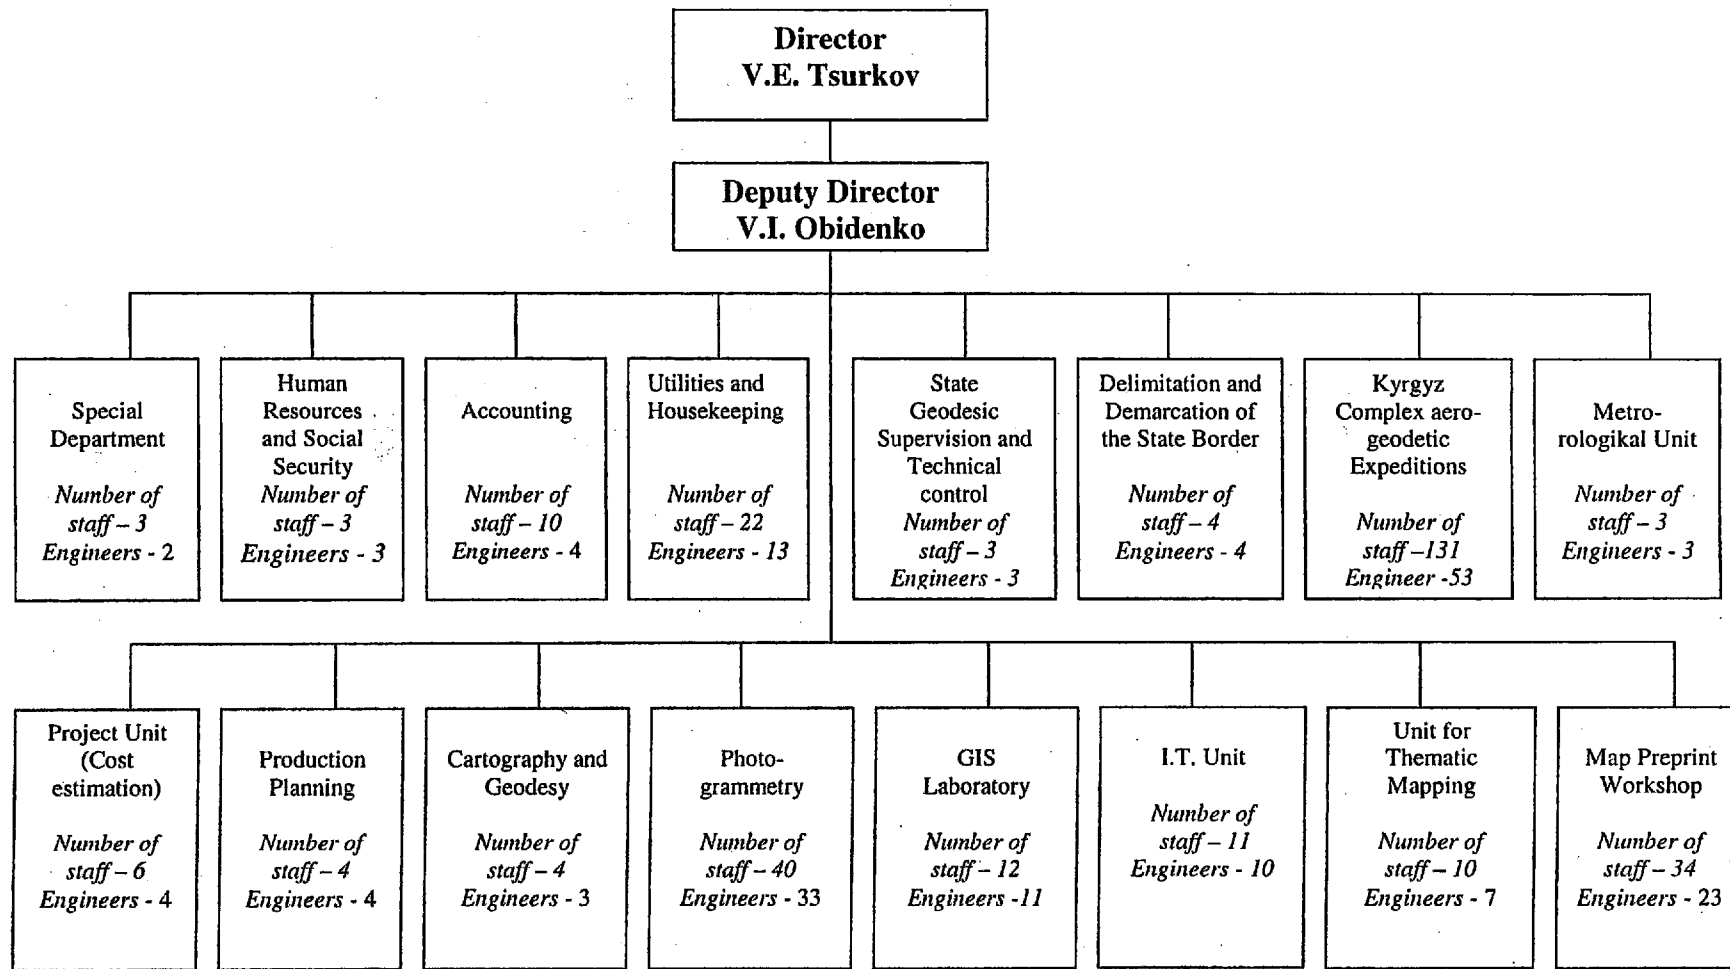 Director
V.E. Tsurkov
Deputy Director
V.I. Obidenko
Special
Department
Number of
staff – 3
Engineers - 2
Human
Resources
and Social
Security
Number of
staff – 3
Engineers - 3
Accounting
Number of
staff – 10
Engineers - 4
Utilities and
Housekeeping
Number of
staff – 22
Engineers - 13
State
Geodesic
Supervision and
Technical
control
Number of
staff – 3
Engineers - 3
Delimitation and
Demarcation of
the State Border
Number of
staff – 4
Engineers - 4
Kyrgyz
Complex aero-
geodetic
Expeditions
Number of
staff –131
Engineer -53
Metro-
rologikal Unit
Number of
staff – 3
Engineers - 3
Project Unit
(Cost
estimation)
Number of
staff – 6
Engineers - 4
Production
Planning
Number of
staff – 4
Engineers - 4
Cartography and
Geodesy
Number of
staff – 4
Engineers - 3
Photo-
grammetry
Number of
staff – 40
Engineers - 33
GIS
Laboratory
Number of
staff – 12
Engineers -11
I.T. Unit
Number of
staff – 11
Engineers - 10
Unit for
Thematic
Mapping
Number of
staff – 10
Engineers - 7
Map Preprint
Workshop
Number of
staff – 34
Engineers - 23